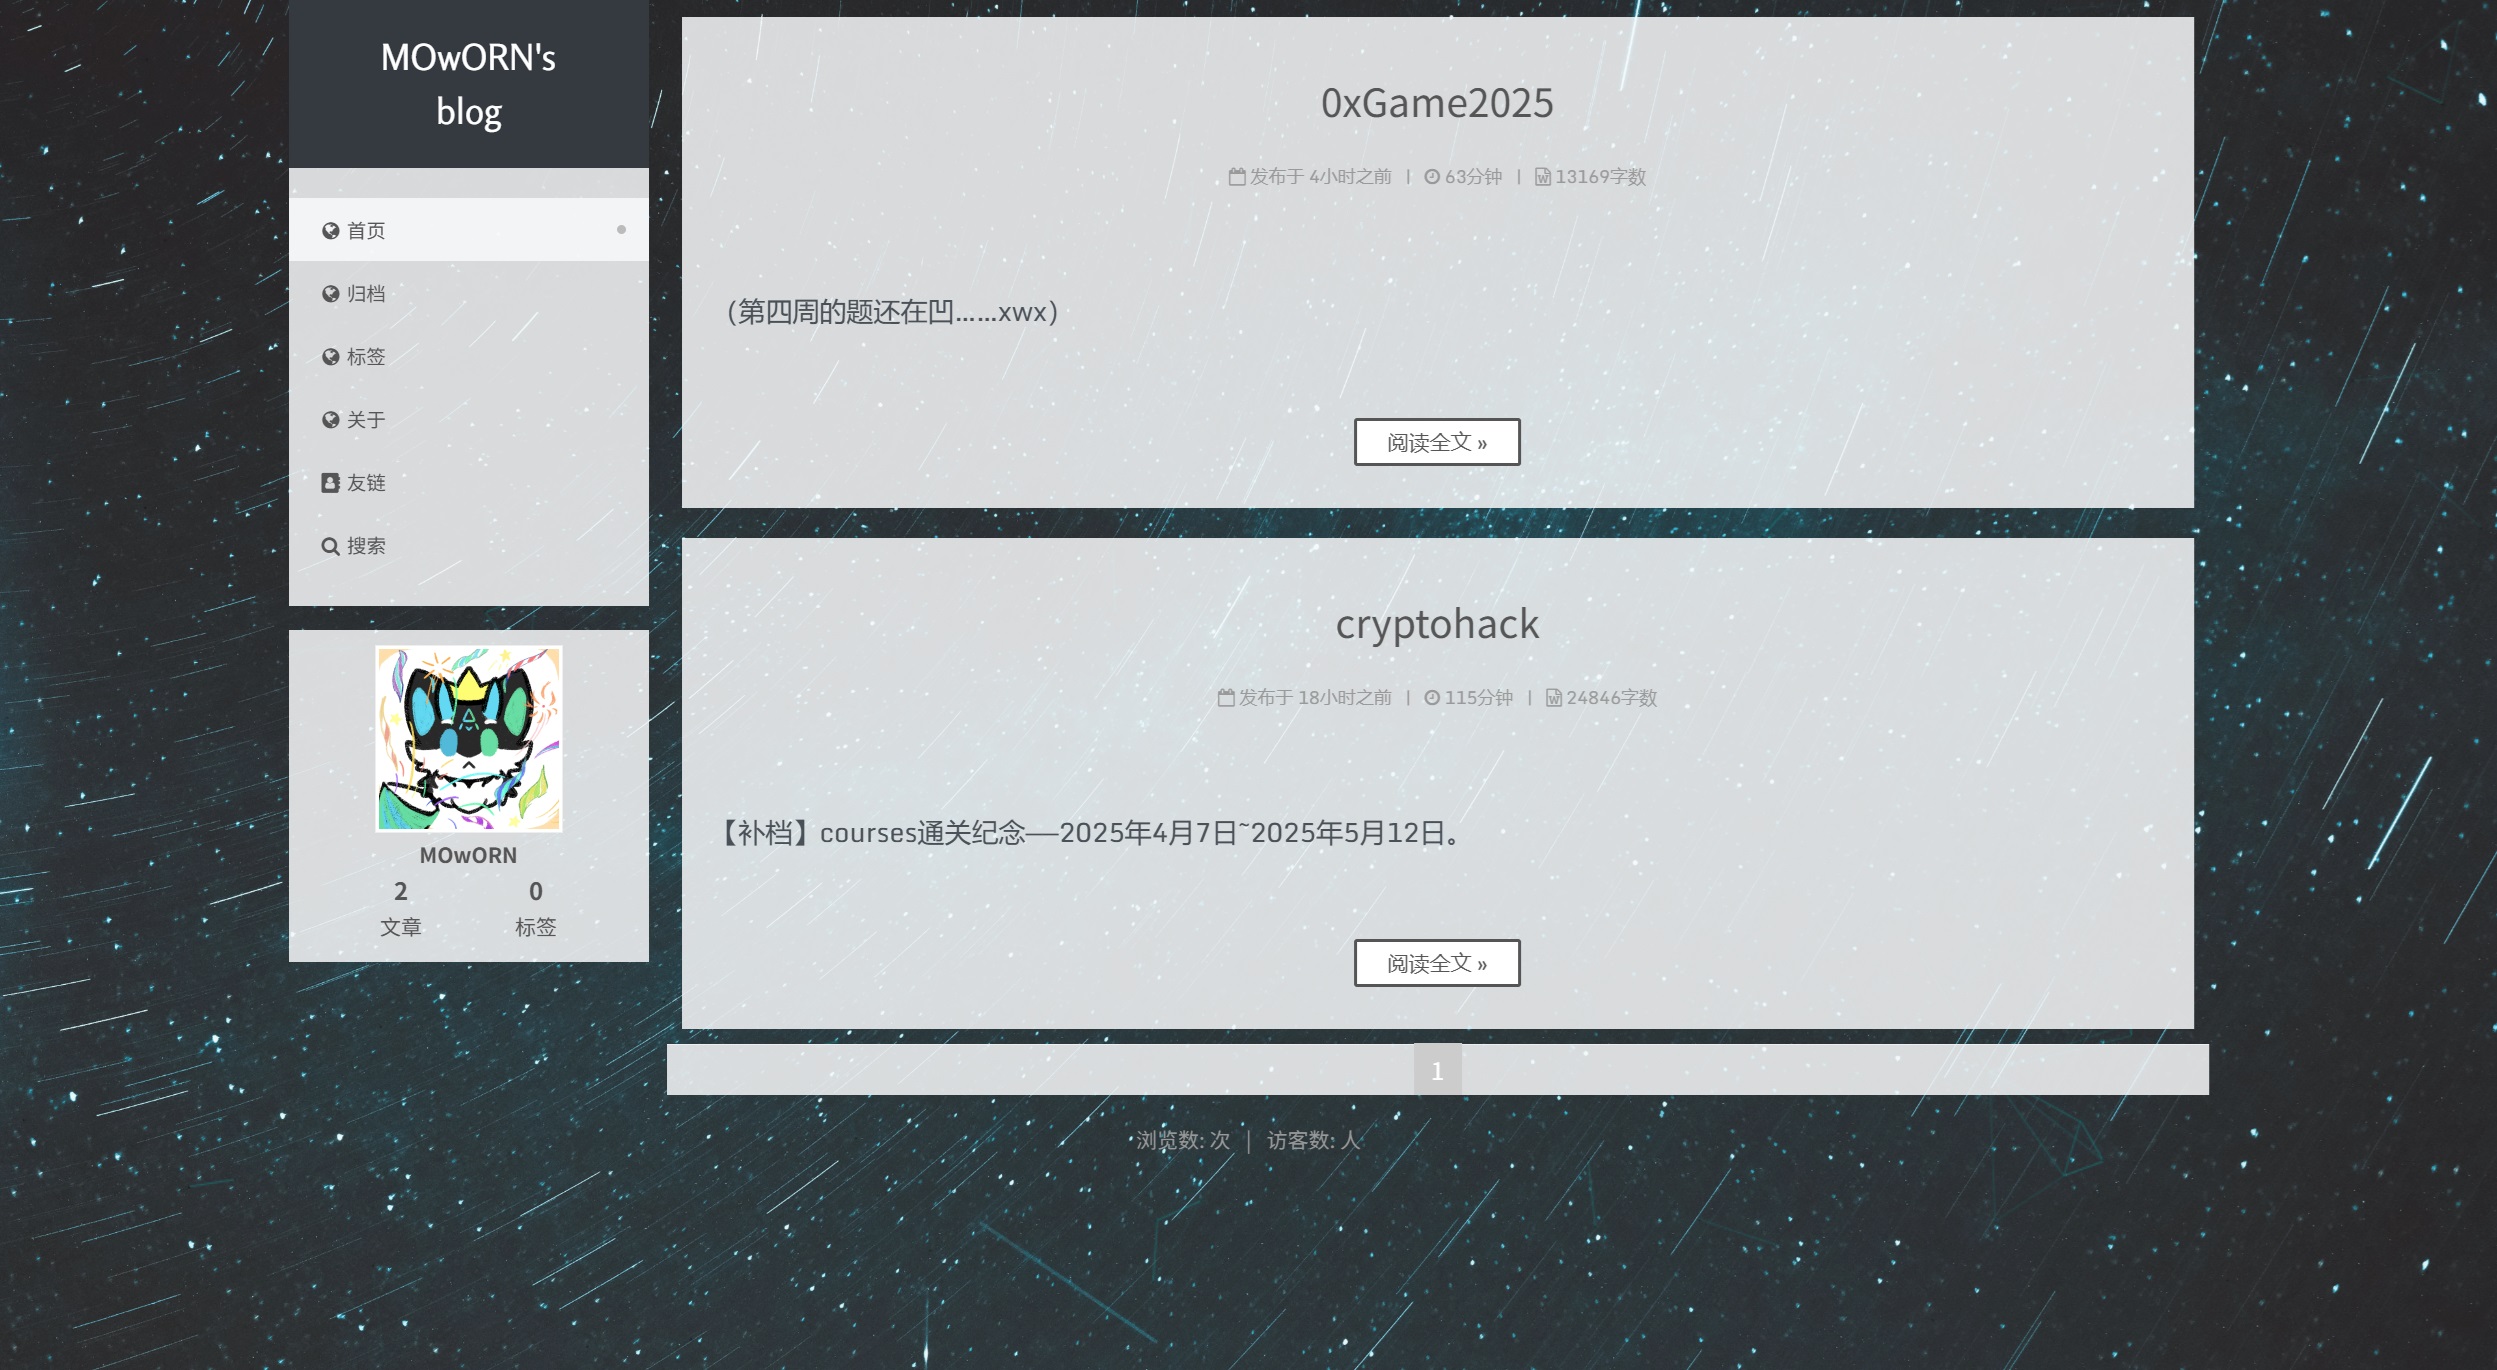 MOwORN's
blog
首页
归档
标签
关于
友链
搜索
MOwORN
2
0
文章
标签
0xGame2025
发布于 4小时之前 | 63分钟 | 13169字数
（第四周的题还在凹……xwx）
阅读全文 »
cryptohack
发布于 18小时之前 | 115分钟 | 24846字数
【补档】courses通关纪念——2025年4月7日~2025年5月12日。
阅读全文 »
1
浏览数: 次 | 访客数: 人